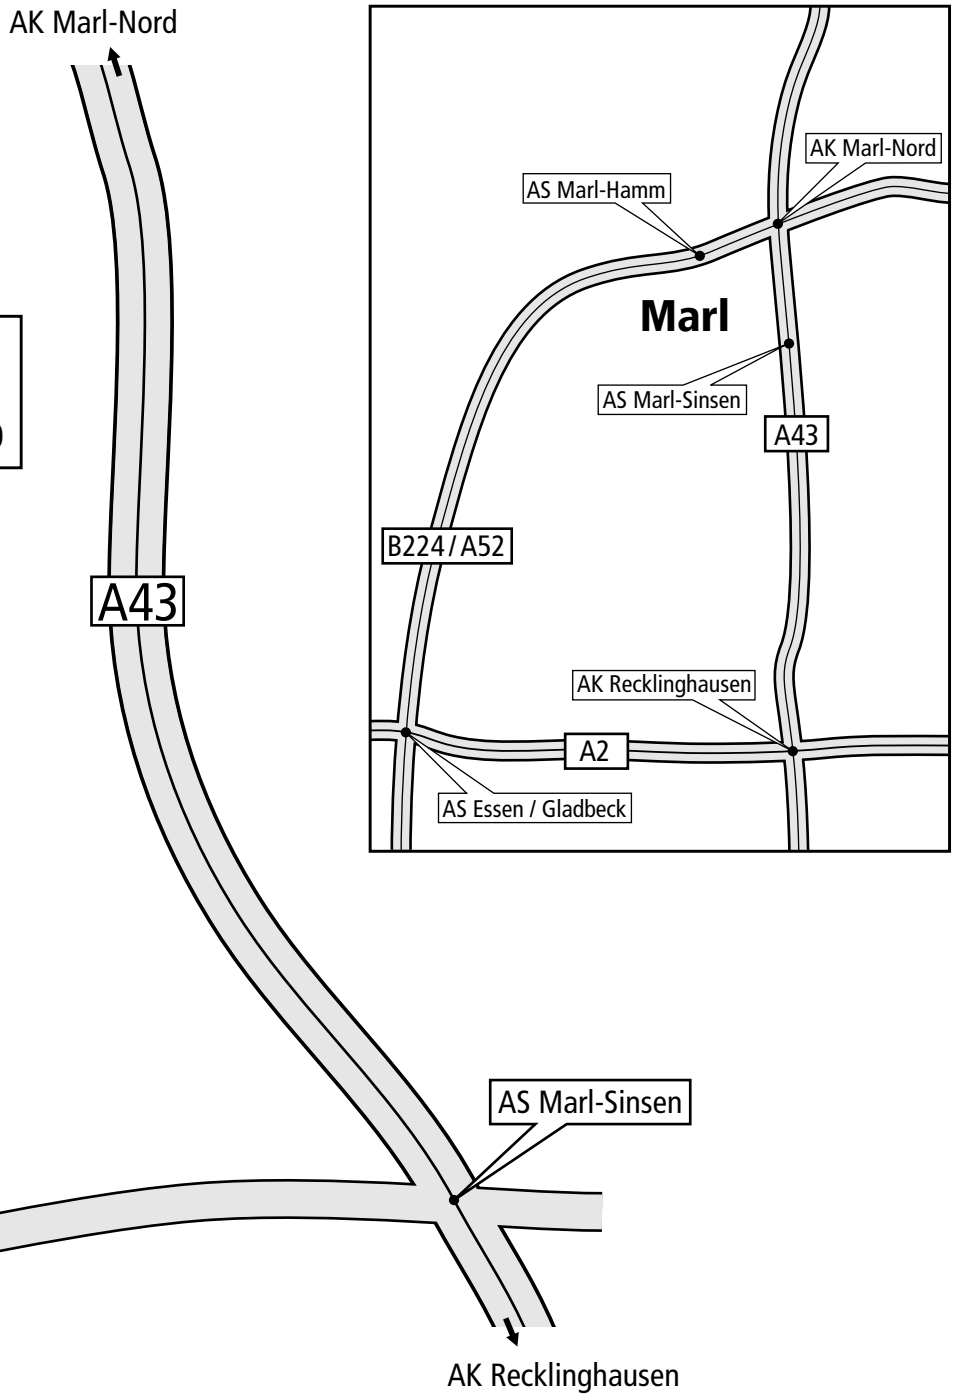 AK Marl-Nord
AK Marl-Nord
AS Marl-Hamm
Marl
AS Marl-Sinsen
A43
B224 / A52
A43
AK Recklinghausen
A2
AS Essen / Gladbeck
AS Marl-Sinsen
AK Recklinghausen